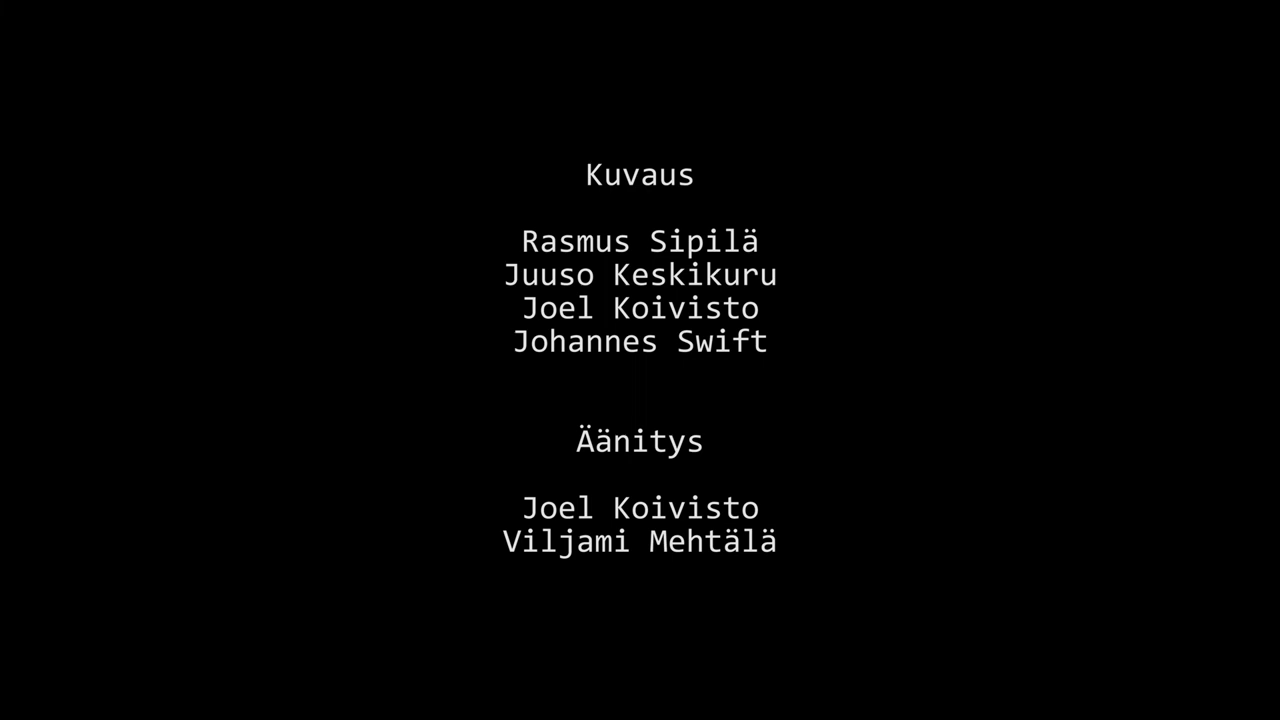 Kuvaus
Rasmus Sipilä
Juuso Keskikuru
Joel Koivisto
Johannes Swift
Äänitys
Joel Koivisto
Viljami Mehtälä